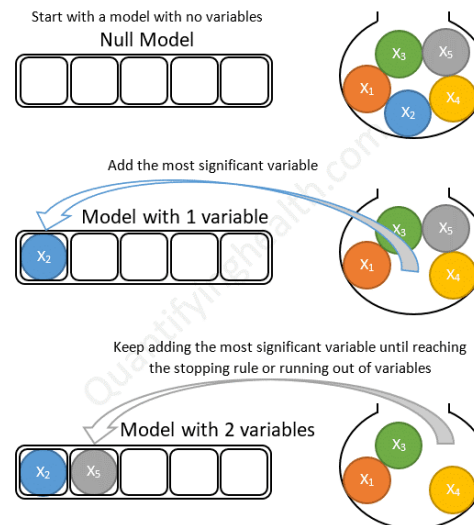 Start with a model with no variables
Null Model
X₃
X₅
X₁
X₄
X₂
Add the most significant variable
Model with 1 variable
X₂
X₃
X₅
X₁
X₄
Keep adding the most significant variable until reaching
the stopping rule or running out of variables
Model with 2 variables
X₂
X₅
X₃
X₁
X₄
Quantifyinghealth.com